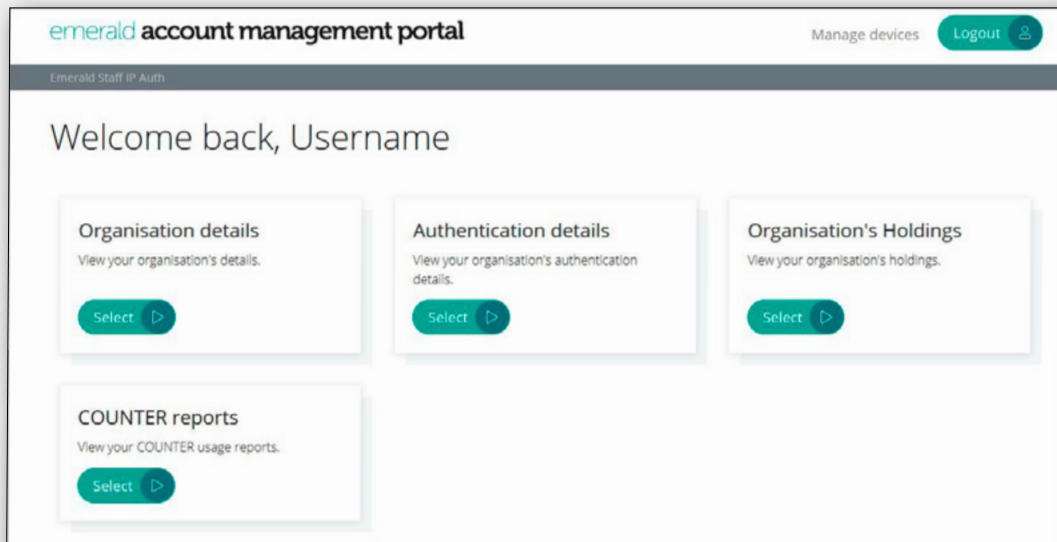 emerald account management portal
Manage devices
Logout
Emerald Staff IP Auth
Welcome back, Username
Organisation details
View your organisation's details.
Select
Authentication details
View your organisation's authentication
details.
Select
Organisation's Holdings
View your organisation's holdings.
Select
COUNTER reports
View your COUNTER usage reports.
Select